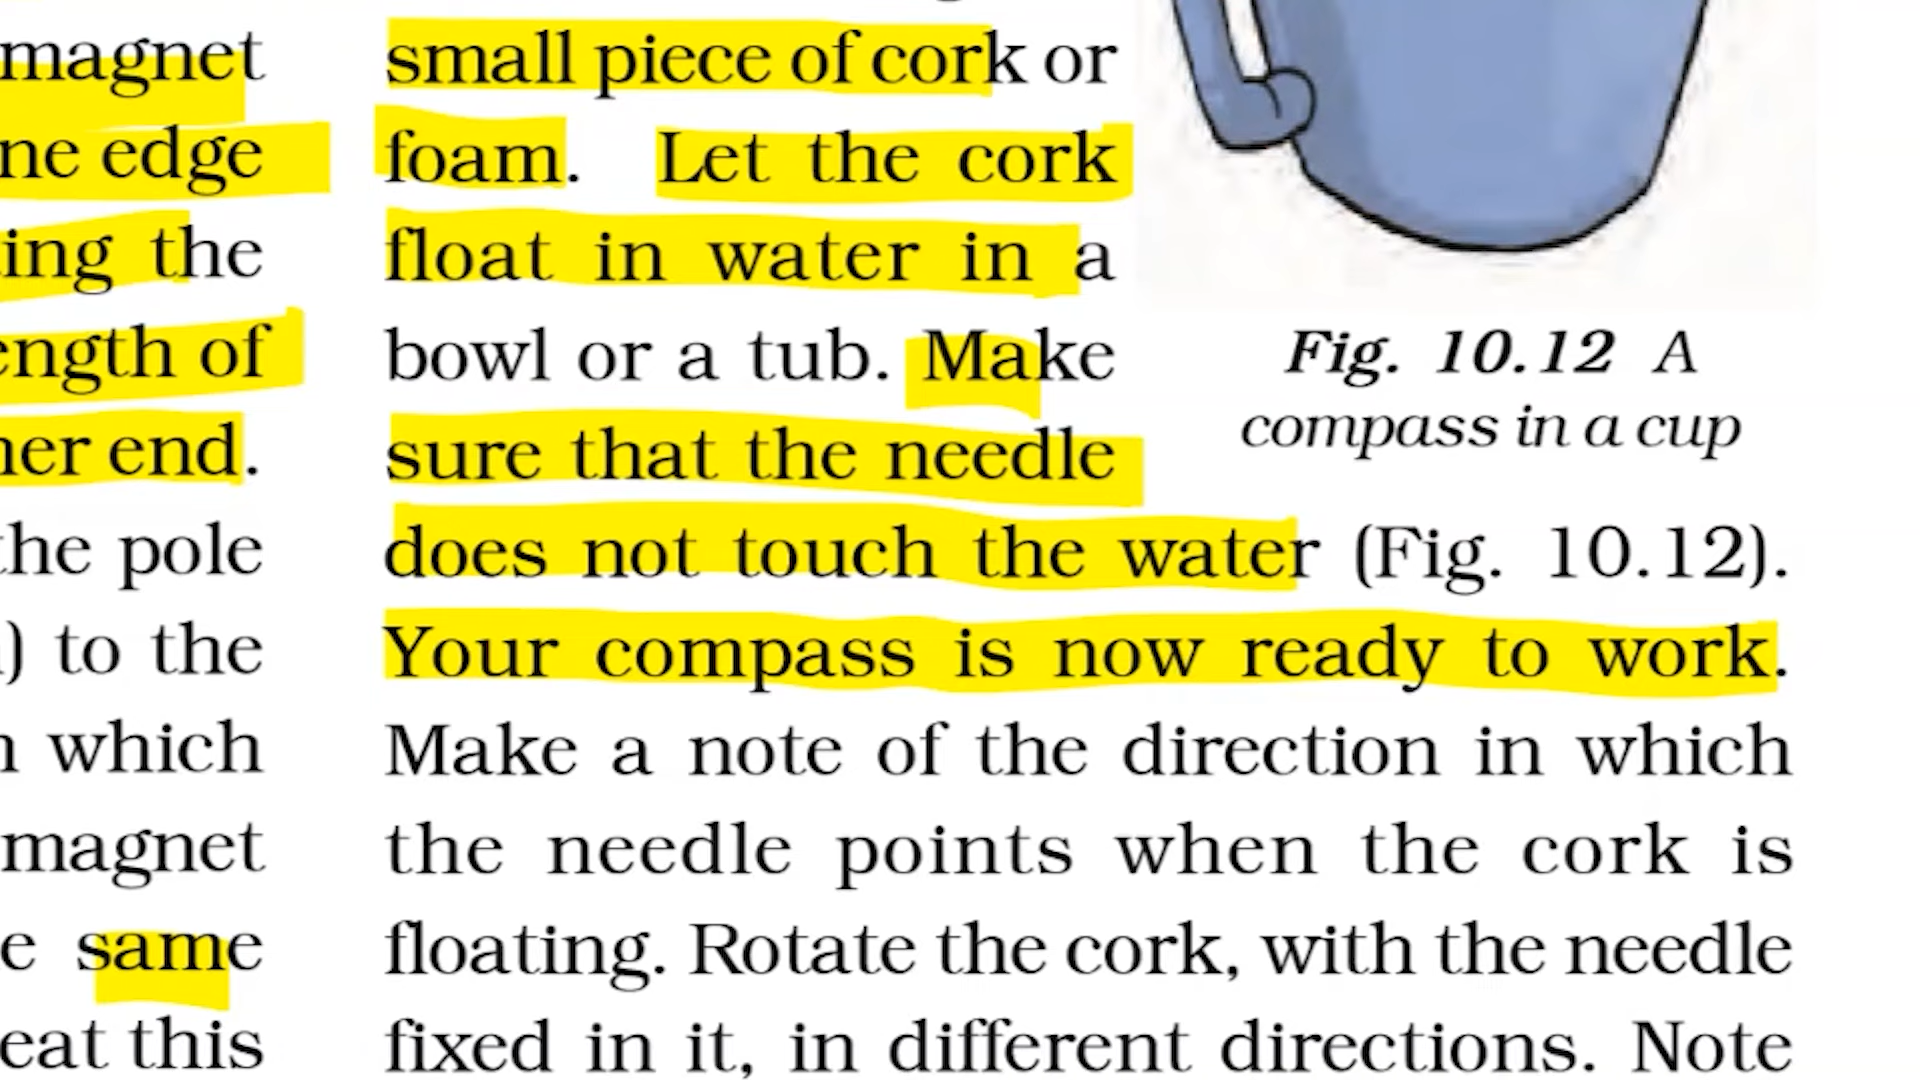 magnet
ne edge
ing the
ength of
her end.
the pole
) to the
which
magnet
e same
eat this
small piece of cork or
foam. Let the cork
float in water in a
bowl or a tub. Make
sure that the needle
does not touch the water (Fig. 10.12).
Your compass is now ready to work.
Make a note of the direction in which
the needle points when the cork is
floating. Rotate the cork, with the needle
fixed in it, in different directions. Note
Fig. 10.12 A
compass in a cup